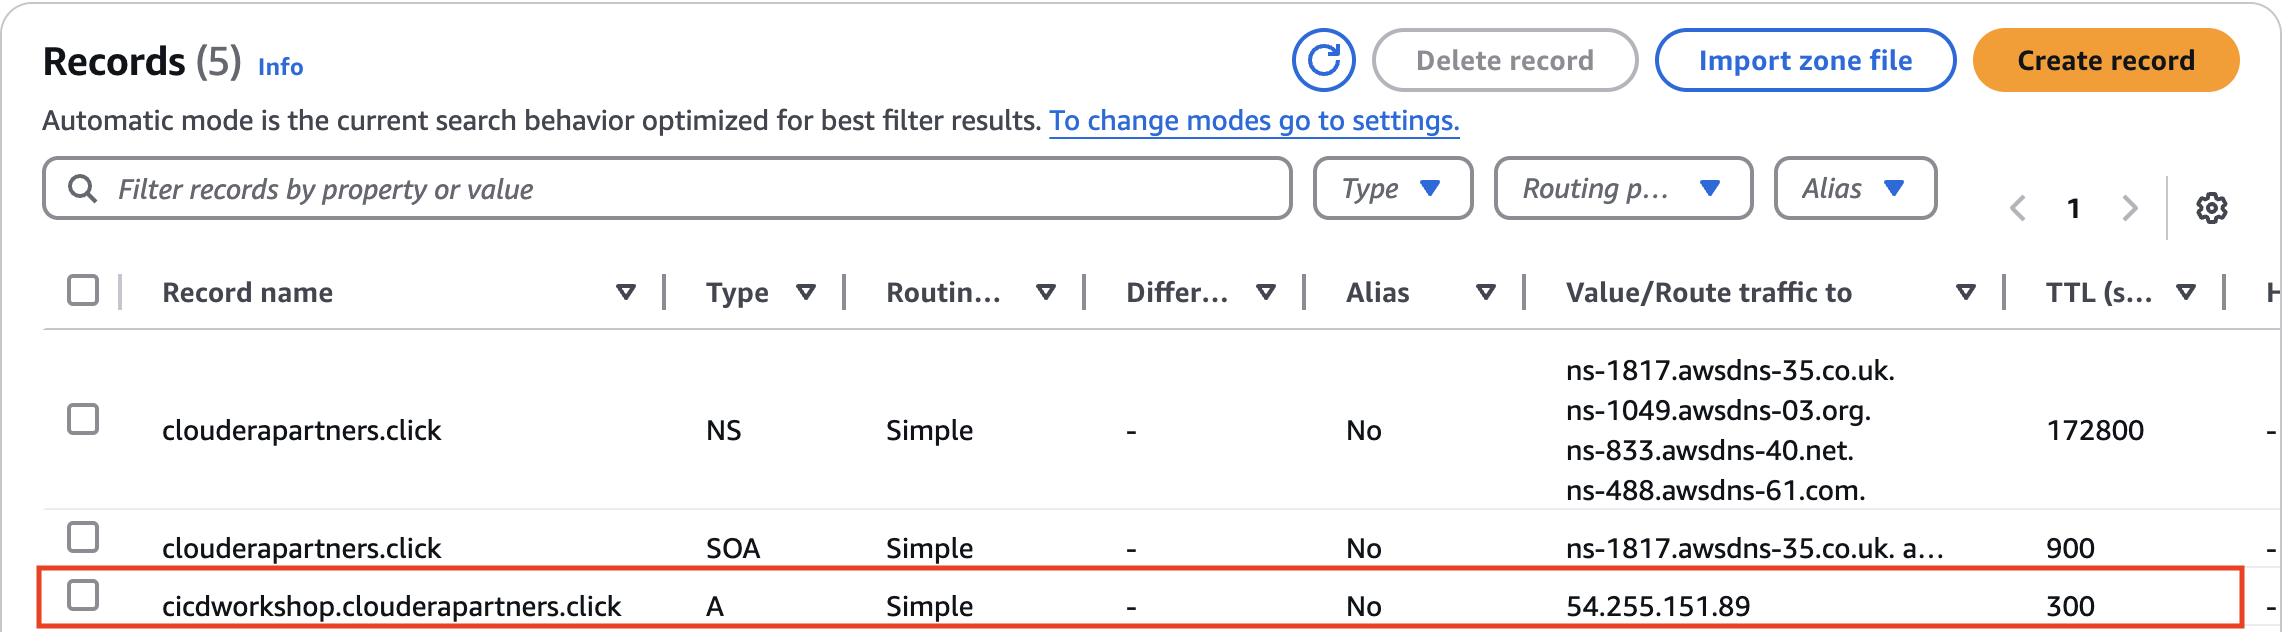 Records (5) Info
Delete record
Import zone file
Create record
Automatic mode is the current search behavior optimized for best filter results. To change modes go to settings.
Filter records by property or value
Type
Routing p...
Alias
1
Record name Type Routin... Differ... Alias Value/Route traffic to TTL (s... H
clouderapartners.click NS Simple - No ns-1817.awsdns-35.co.uk. 172800 -
ns-1049.awsdns-03.org.
ns-833.awsdns-40.net.
ns-488.awsdns-61.com.
clouderapartners.click SOA Simple - No ns-1817.awsdns-35.co.uk. a... 900 -
cicdworkshop.clouderapartners.click A Simple - No 54.255.151.89 300 -